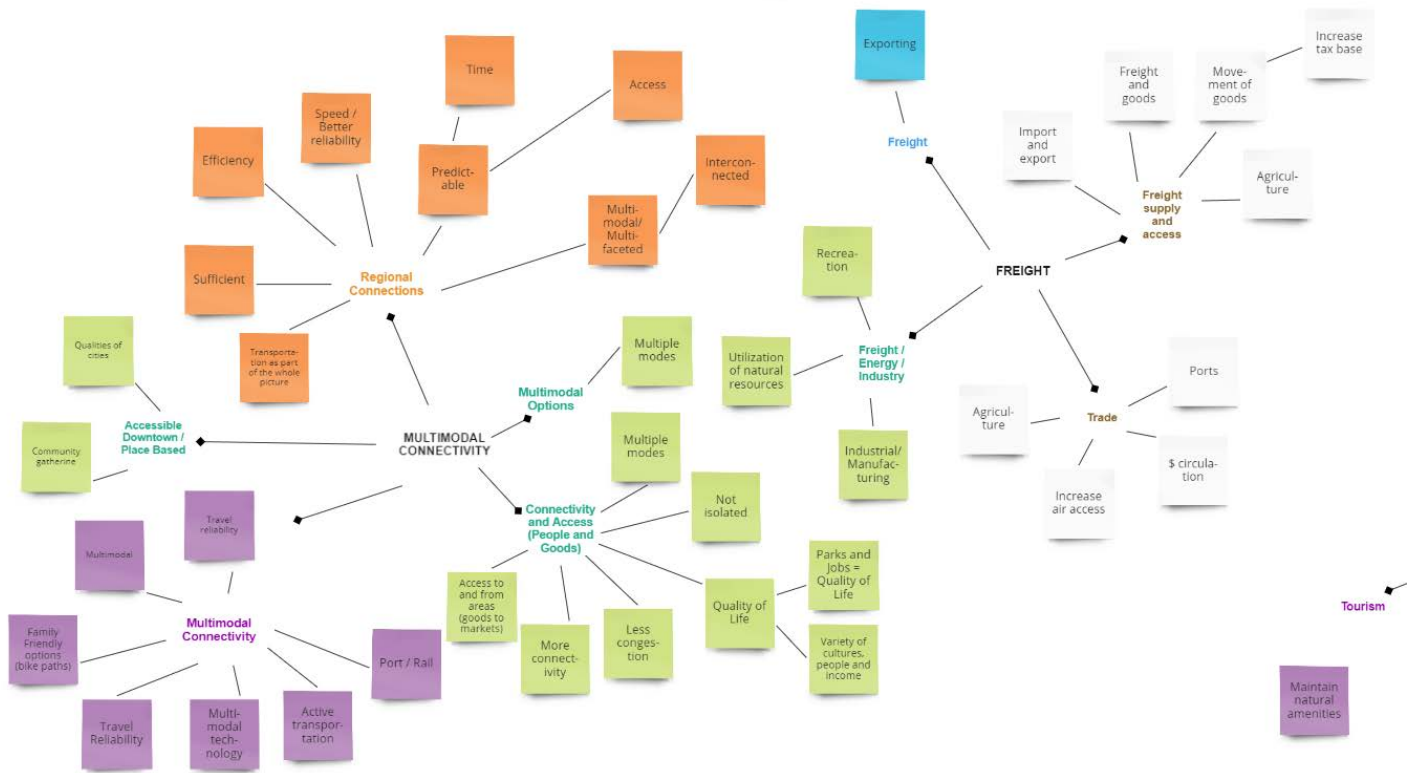 Exporting
Increase
tax base
Time
Freight
and
goods
Move-
ment of
goods
Access
Speed /
Better
reliability
Import
and
export
Freight
Efficiency
Predict-
able
Intercon-
nected
Agricul-
ture
Freight
supply
and
access
Multi-
modal/
Multi-
faceted
Recrea-
tion
FREIGHT
Sufficient
Regional
Connections
Qualities of
cities
Transporta-
tion as part
of the whole
picture
Multiple
modes
Utilization
of natural
resources
Freight /
Energy /
Industry
Ports
Multimodal
Options
Agricul-
ture
Trade
Accessible
Downtown /
Place Based
MULTIMODAL
CONNECTIVITY
Multiple
modes
Community
gatherine
Industrial/
Manufac-
turing
$ circula-
tion
Increase
air access
Travel
reliability
Connectivity
and Access
(People and
Goods)
Not
isolated
Multimodal
Parks and
Jobs =
Quality of
Life
Access to
and from
areas
(goods to
markets)
Quality of
Life
Tourism
Multimodal
Connectivity
Family
Friendly
options
(bike paths)
More
connect-
ivity
Less
conges-
tion
Variety of
cultures,
people and
income
Port / Rail
Travel
Reliability
Multi-
modal
tech-
nology
Active
transpor-
tation
Maintain
natural
amenities